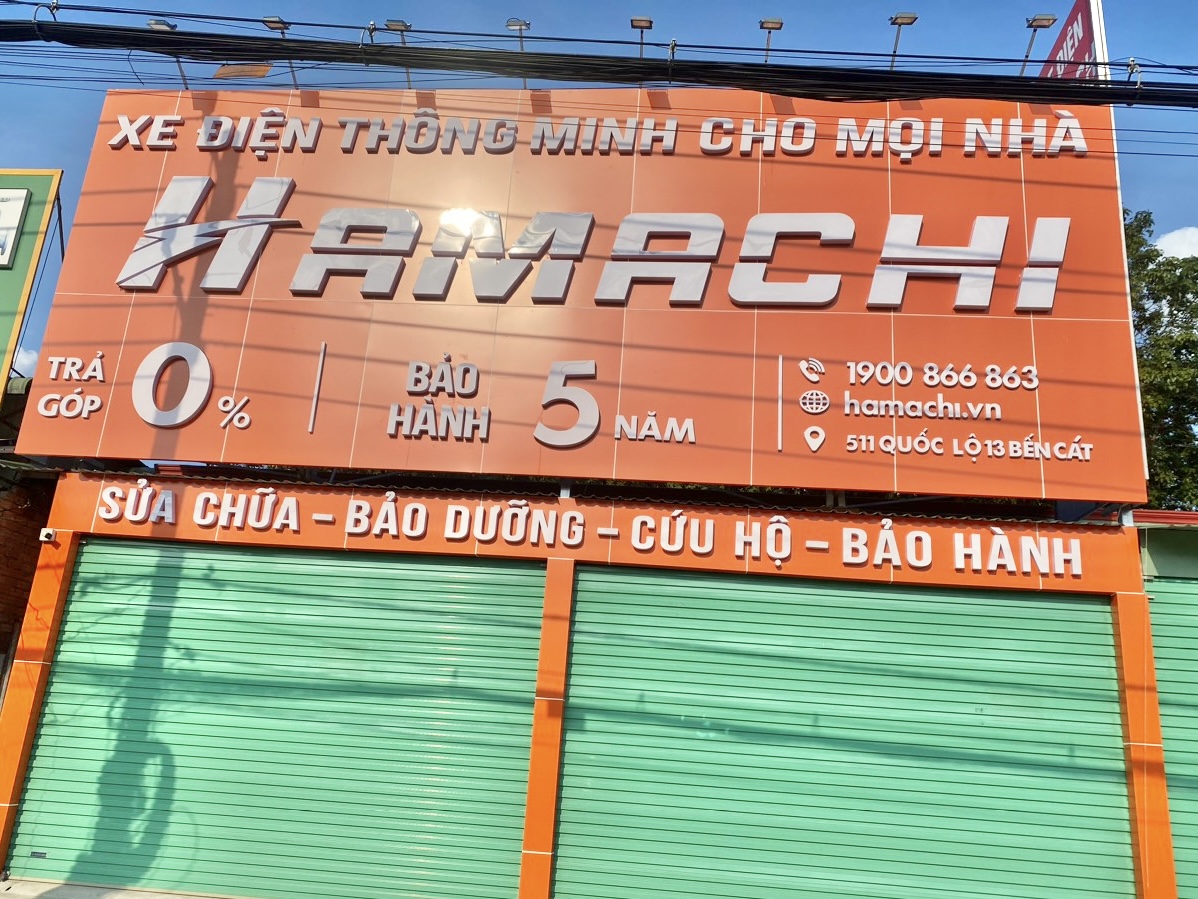 XE ĐIỆN THÔNG MINH CHO MỌI NHÀ
HAMACHI
TRẢ GÓP 0%
BẢO HÀNH 5 NĂM
1900 866 863
hamachi.vn
511 QUỐC LỘ 13 BẾN CÁT
SỬA CHỮA - BẢO DƯỠNG - CỨU HỘ - BẢO HÀNH
ĐIỆN